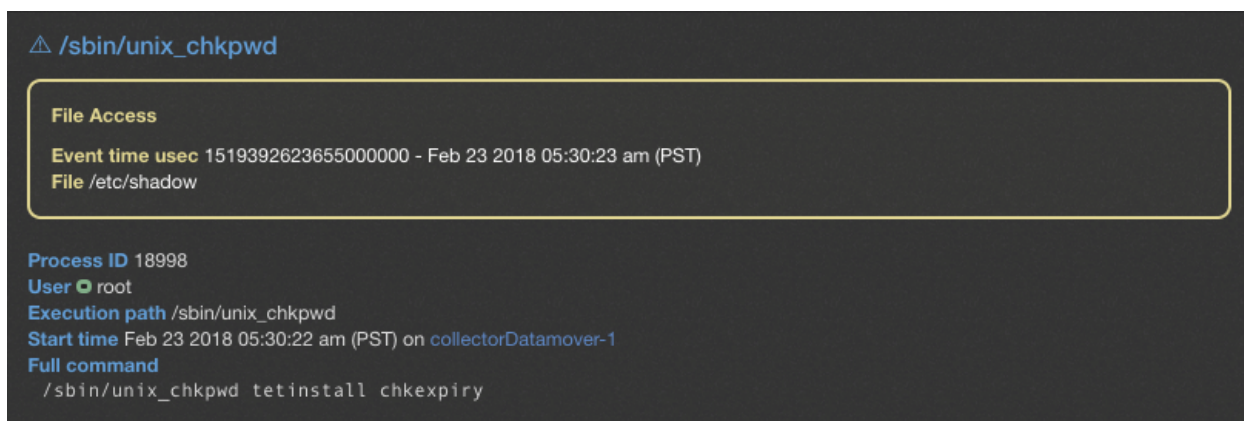 /sbin/unix_chkpwd
File Access
Event time usec 1519392623655000000 - Feb 23 2018 05:30:23 am (PST)
File /etc/shadow
Process ID 18998
User root
Execution path /sbin/unix_chkpwd
Start time Feb 23 2018 05:30:22 am (PST) on collectorDatamover-1
Full command
/sbin/unix_chkpwd tetinstall chkexpiry